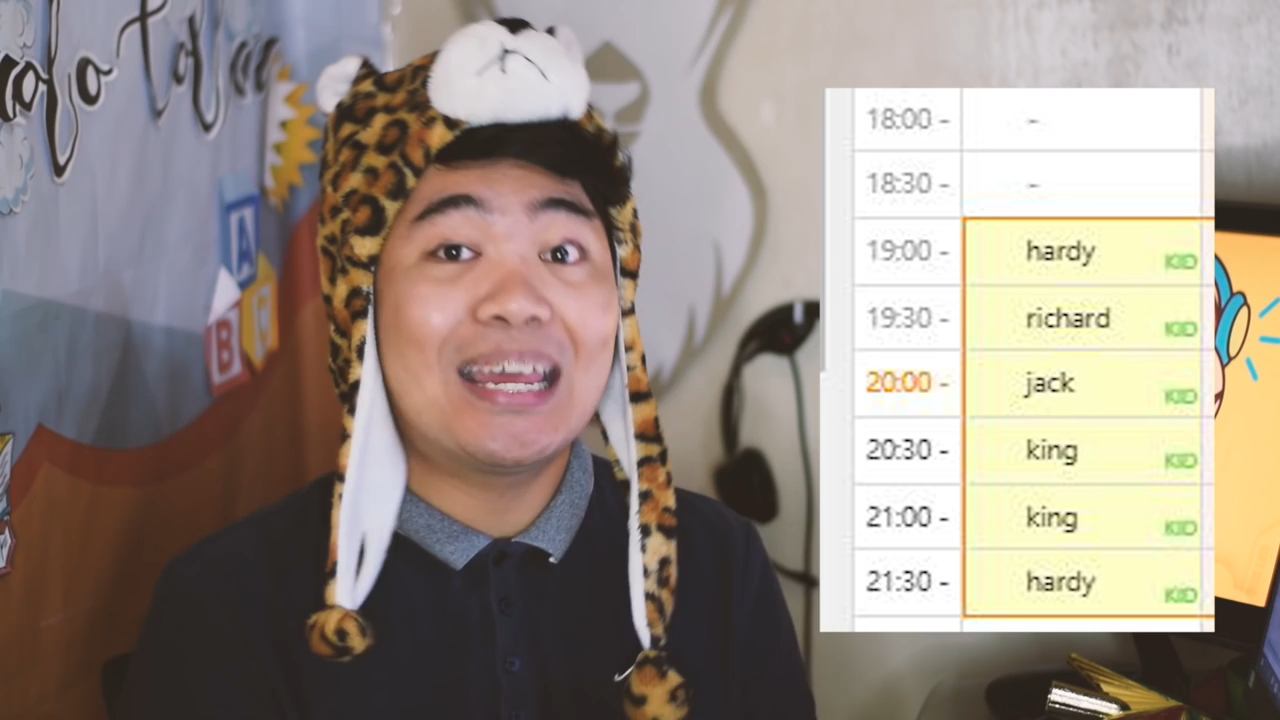 A
B
18:00 - -
18:30 - -
19:00 - hardy KID
19:30 - richard KID
20:00 - jack KID
20:30 - king KID
21:00 - king KID
21:30 - hardy KID